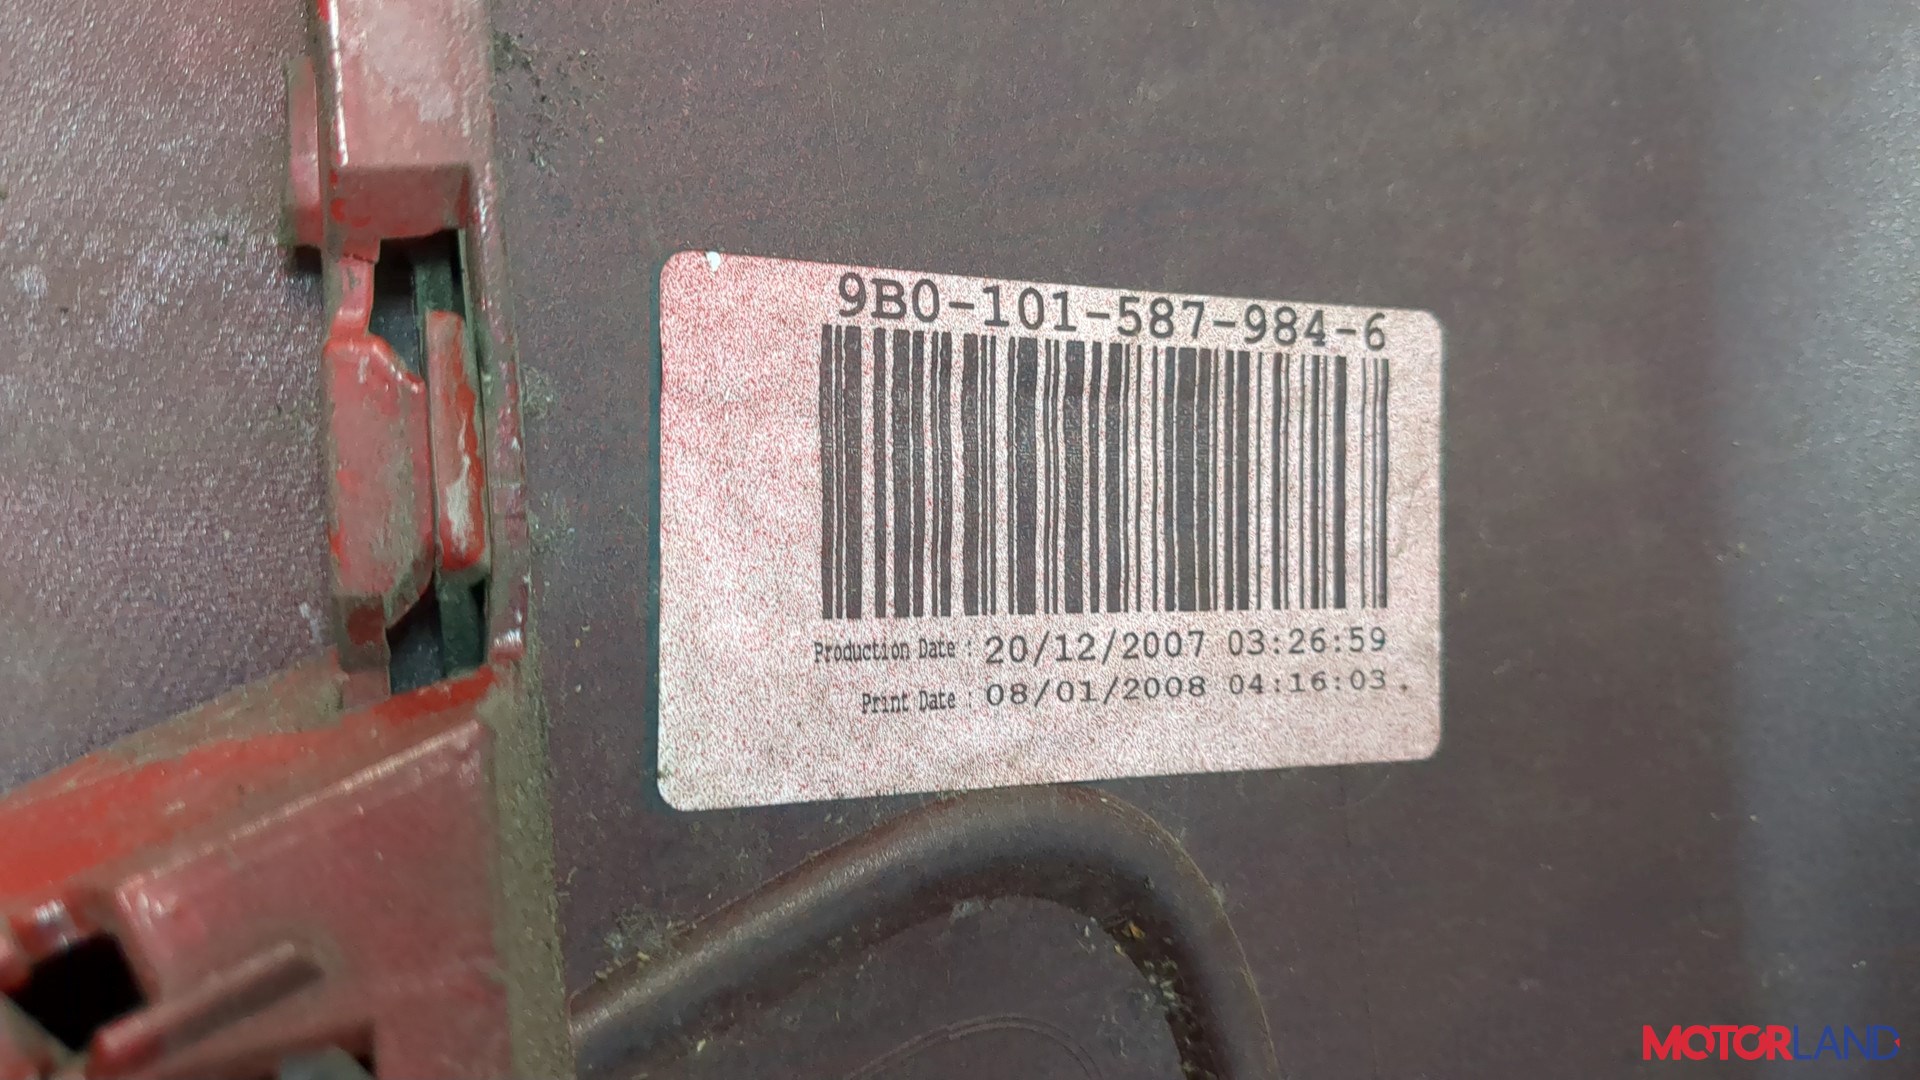 9B0-101-587-984-6
Production Date : 20/12/2007 03:26:59
Print Date : 08/01/2008 04:16:03.
MOTORLAND